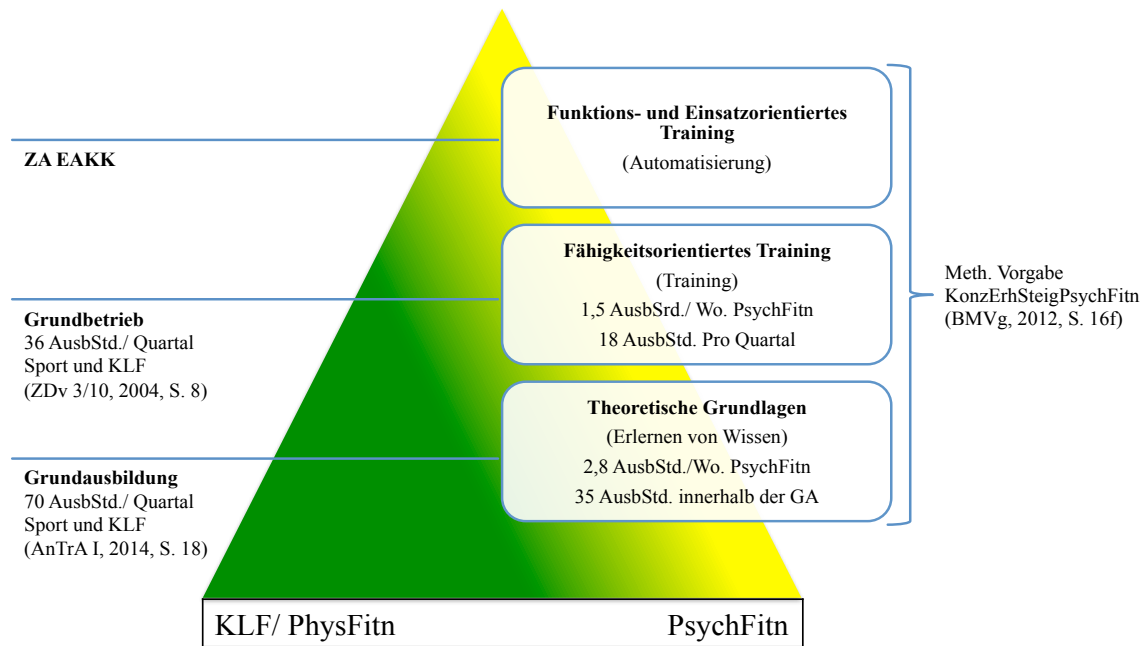 Funktions- und Einsatzorientiertes
Training
(Automatisierung)
ZA EAKK
Fähigkeitsorientiertes Training
(Training)
1,5 AusbSrd./ Wo. PsychFitn
18 AusbStd. Pro Quartal
Meth. Vorgabe
KonzErhSteigPsychFitn
(BMVg, 2012, S. 16f)
Grundbetrieb
36 AusbStd./ Quartal
Sport und KLF
(ZDv 3/10, 2004, S. 8)
Theoretische Grundlagen
(Erlernen von Wissen)
2,8 AusbStd./Wo. PsychFitn
35 AusbStd. innerhalb der GA
Grundausbildung
70 AusbStd./ Quartal
Sport und KLF
(AnTrA I, 2014, S. 18)
KLF/ PhysFitn PsychFitn